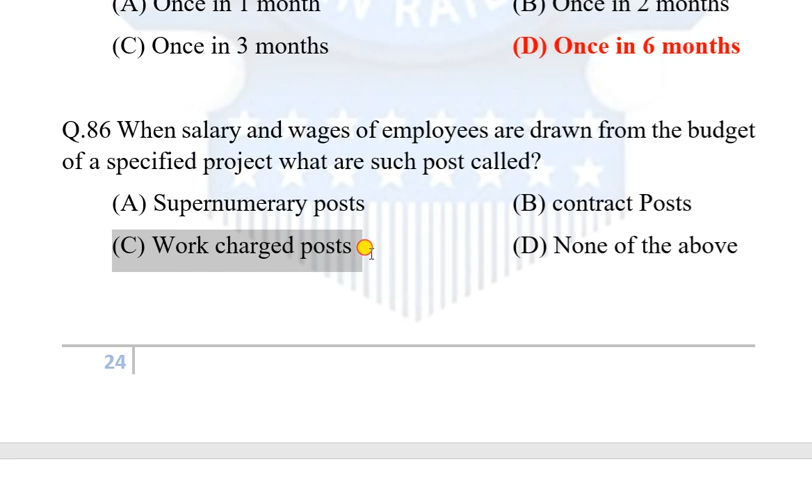 (A) Once in 1 month (B) Once in 2 months
(C) Once in 3 months (D) Once in 6 months
Q.86 When salary and wages of employees are drawn from the budget
of a specified project what are such post called?
(A) Supernumerary posts (B) contract Posts
(C) Work charged posts (D) None of the above
24